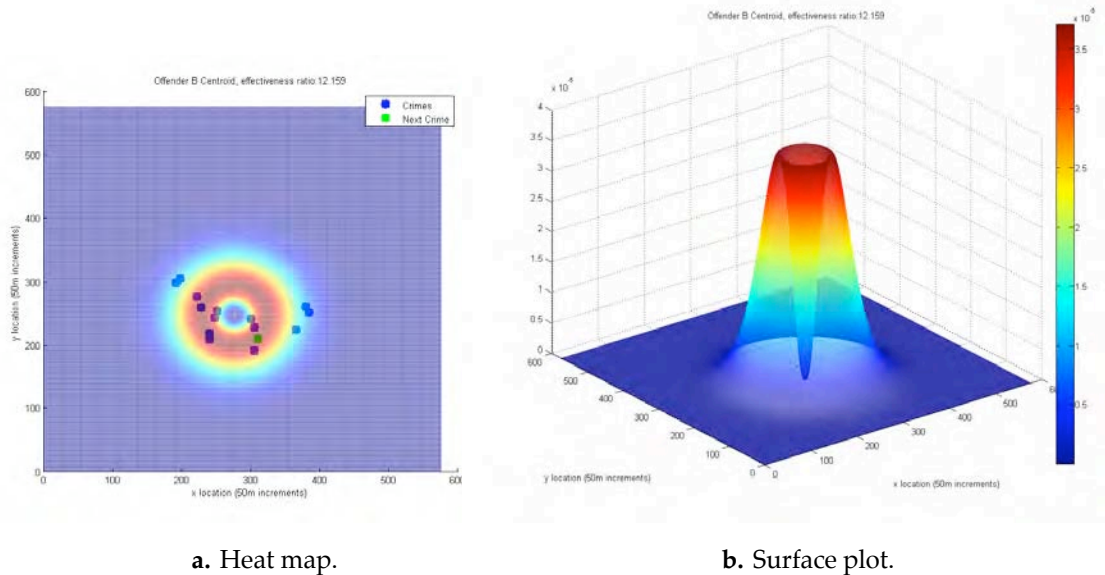 Offender B Centroid, effectiveness ratio:12.159
600
500
400
300
200
100
0
0 100 200 300 400 500 600
y location (50m increments)
x location (50m increments)
Crimes
Next Crime
a. Heat map.
Offender B Centroid, effectiveness ratio:12.159
x 10
4
3.5
3
2.5
2
1.5
1
0.5
0
600
500
400
300
200
100
0
0
100
200
300
400
500
y location (50m increments)
x location (50m increments)
x 10
3.5
3
2.5
2
1.5
1
0.5
b. Surface plot.